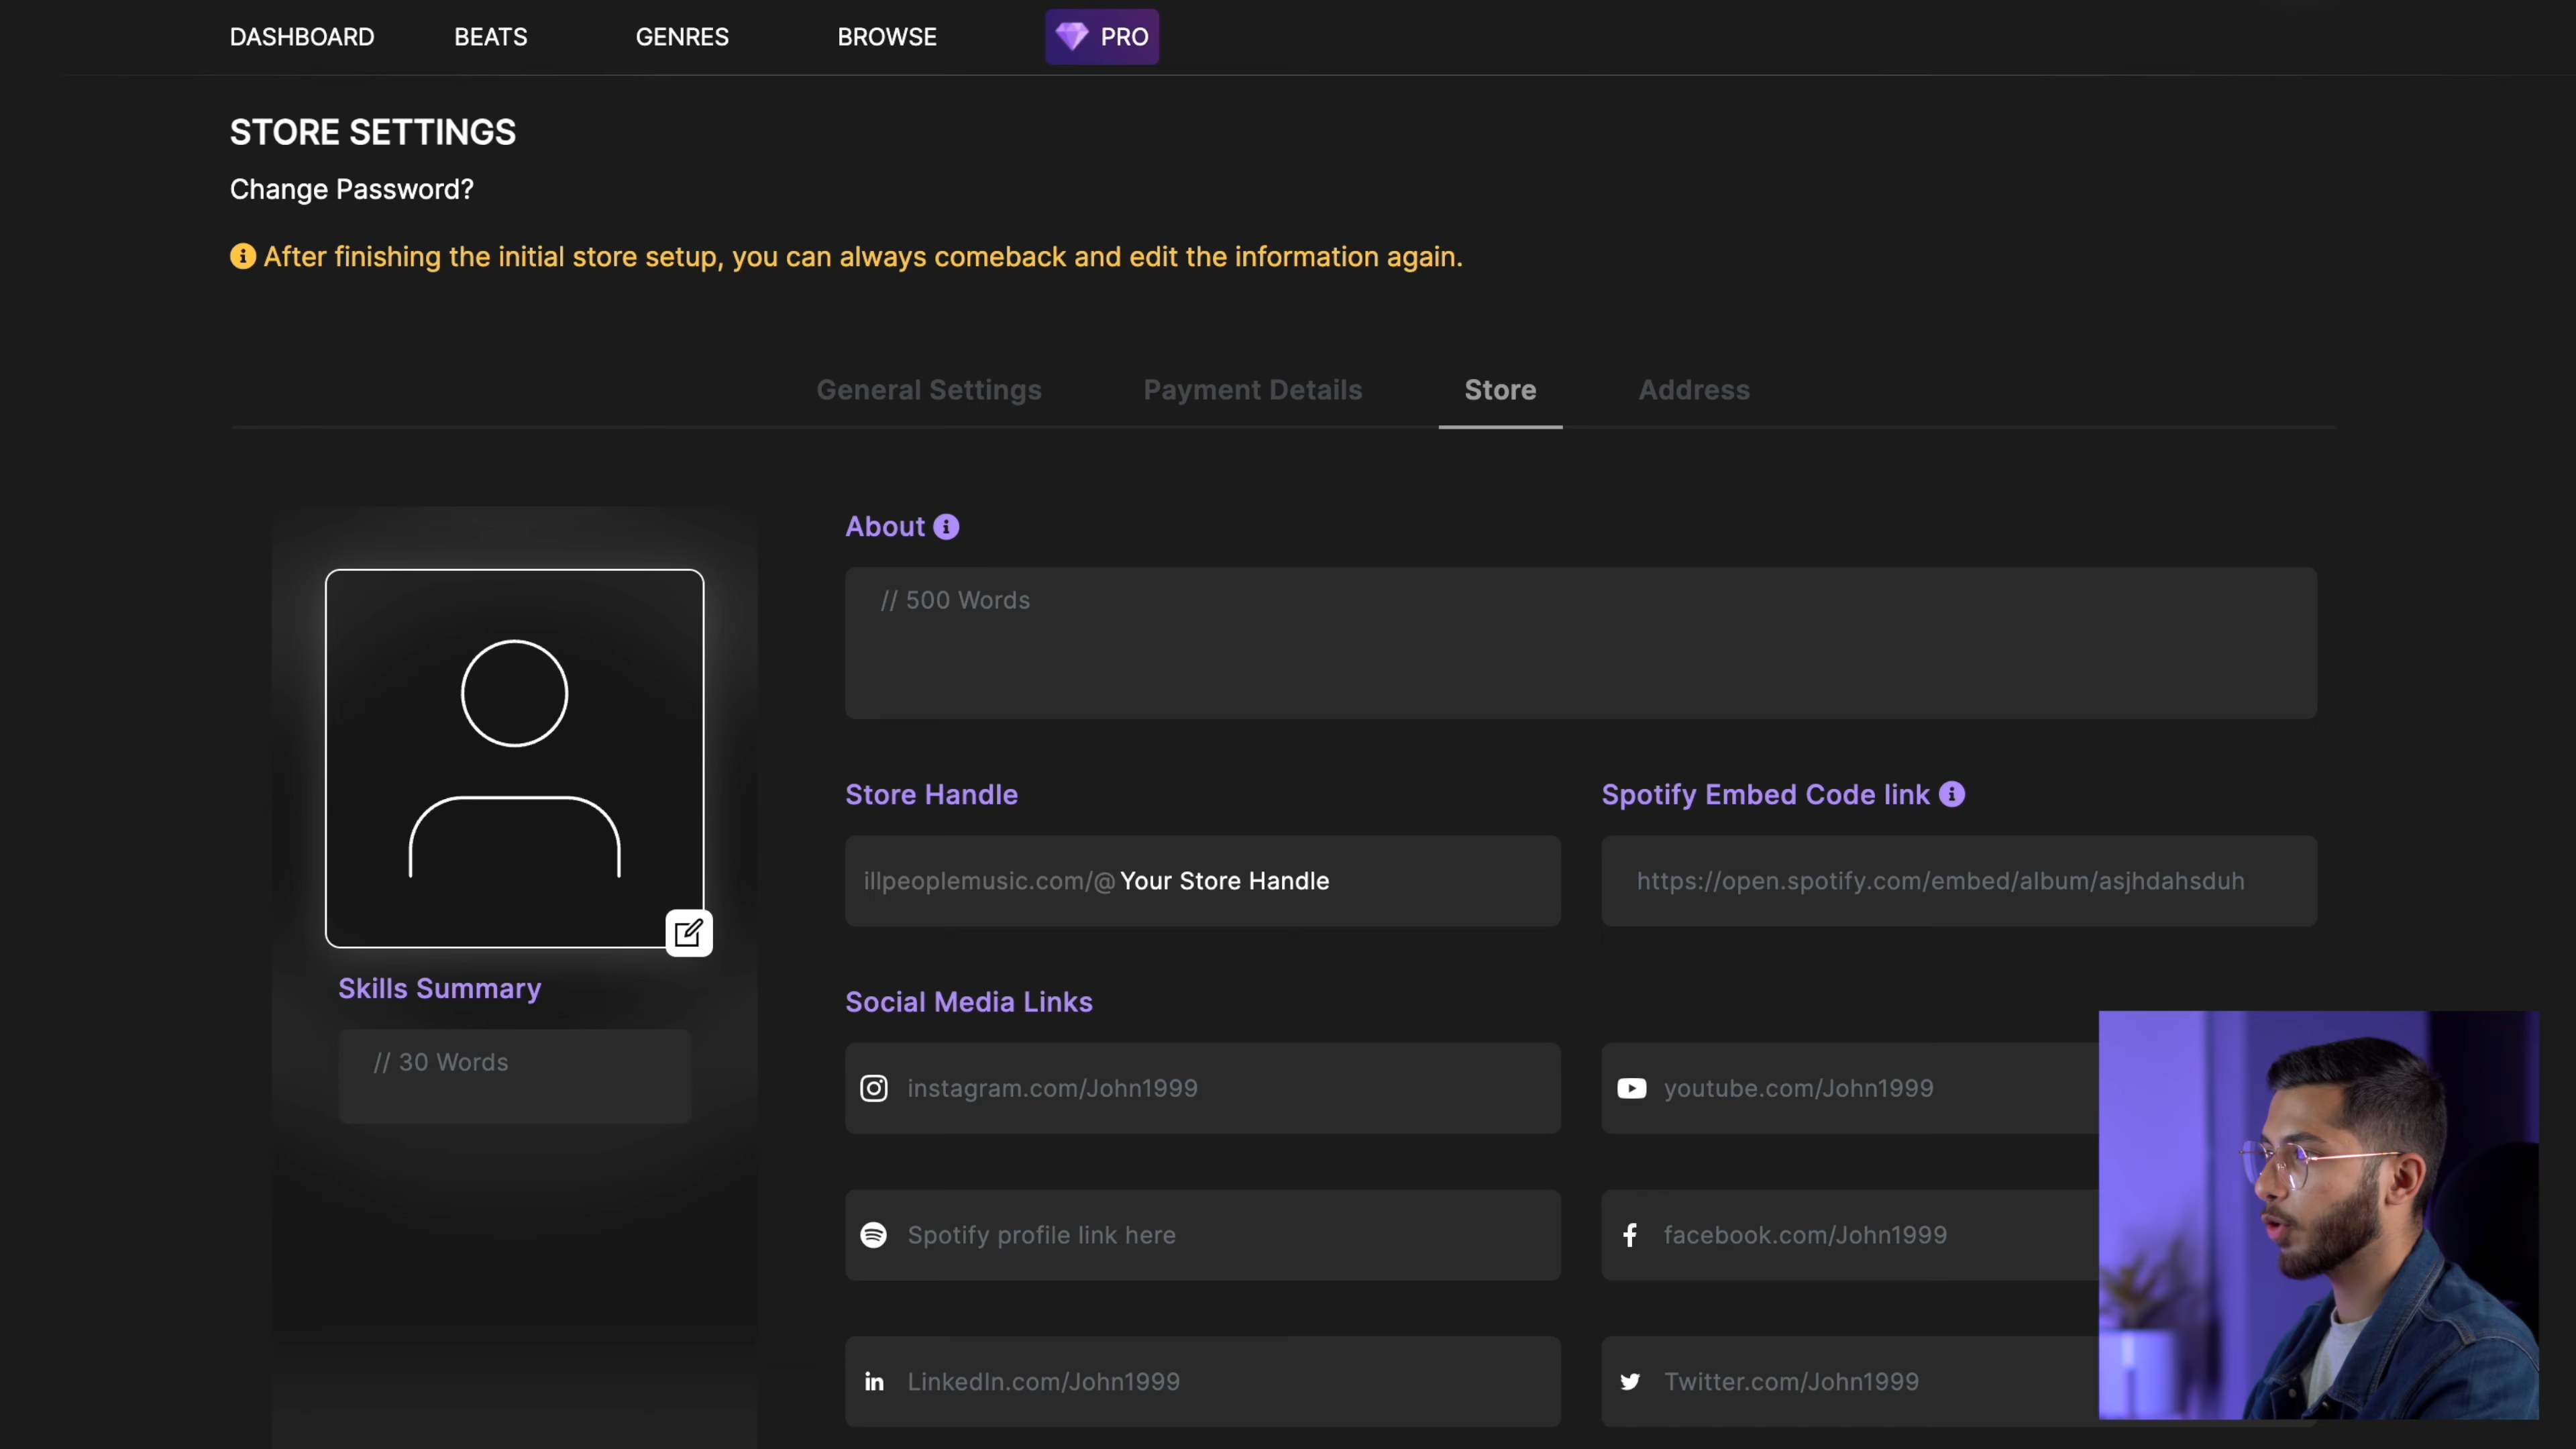 DASHBOARD BEATS GENRES BROWSE PRO
STORE SETTINGS
Change Password?
After finishing the initial store setup, you can always comeback and edit the information again.
General Settings Payment Details Store Address
About
// 500 Words
Store Handle
illpeoplemusic.com/@ Your Store Handle
Spotify Embed Code link
https://open.spotify.com/embed/album/asjhdahsduh
Skills Summary
// 30 Words
Social Media Links
instagram.com/John1999
youtube.com/John1999
Spotify profile link here
facebook.com/John1999
in
LinkedIn.com/John1999
Twitter.com/John1999